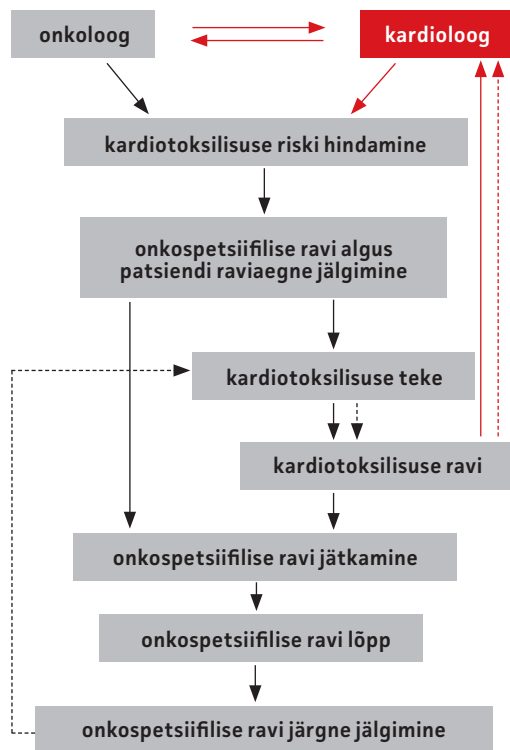 onkoloog
kardioloog
kardiotoksilisuse riski hindamine
onkospetsiifilise ravi algus
patsiendi raviaegne jälgimine
kardiotoksilisuse teke
kardiotoksilisuse ravi
onkospetsiifilise ravi jätkamine
onkospetsiifilise ravi lõpp
onkospetsiifilise ravi järgne jälgimine